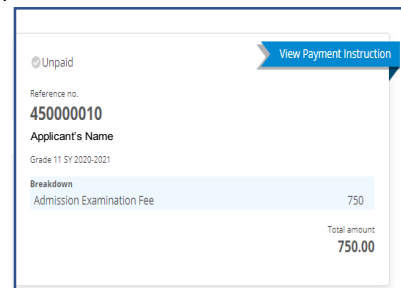 Unpaid
View Payment Instruction
Reference no.
450000010
Applicant's Name
Grade 11 SY 2020-2021
Breakdown
Admission Examination Fee 750
Total amount
750.00